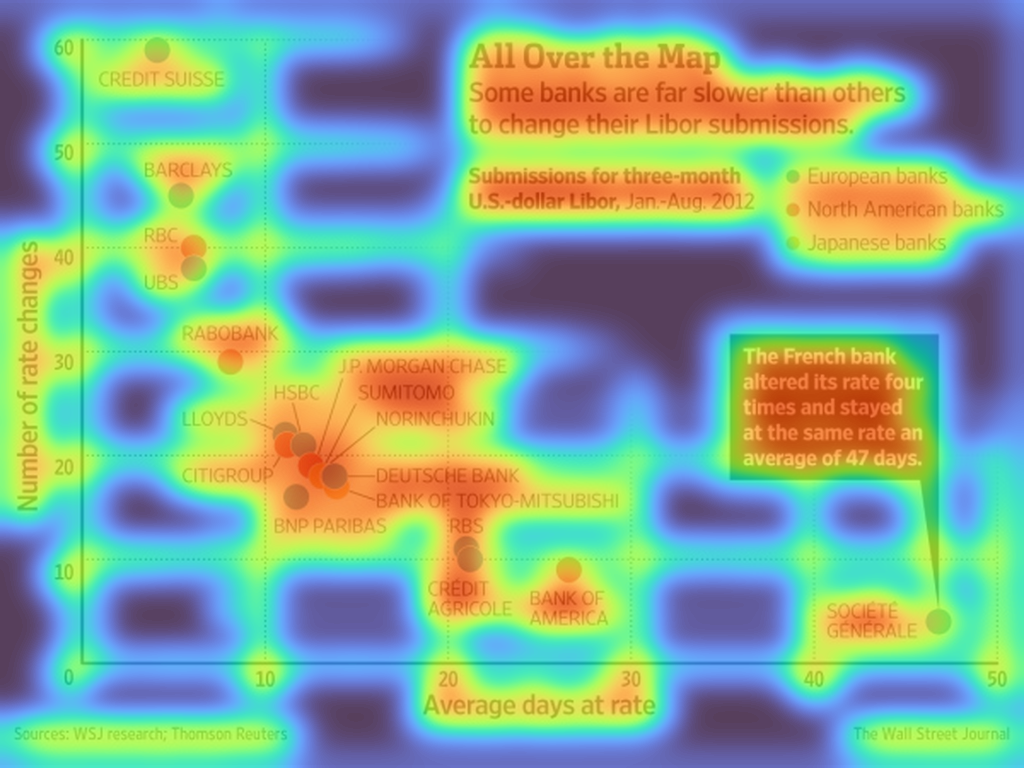 All Over the Map
Some banks are far slower than others
to change their Libor submissions.
Submissions for three-month
U.S.-dollar Libor, Jan.-Aug. 2012
European banks
North American banks
Japanese banks
Number of rate changes
60
50
40
30
20
10
0
CREDIT SUISSE
BARCLAYS
RBC
UBS
RABOBANK
J.P. MORGAN CHASE
HSBC
SUMITOMO
LLOYDS
NORINCHUKIN
CITIGROUP
DEUTSCHE BANK
BANK OF TOKYO-MITSUBISHI
BNP PARIBAS
RBS
CRÉDIT
AGRICOLE
BANK OF
AMERICA
The French bank
altered its rate four
times and stayed
at the same rate an
average of 47 days.
SOCIÉTÉ
GÉNÉRALE
10
20
30
40
50
Average days at rate
Sources: WSJ research; Thomson Reuters
The Wall Street Journal